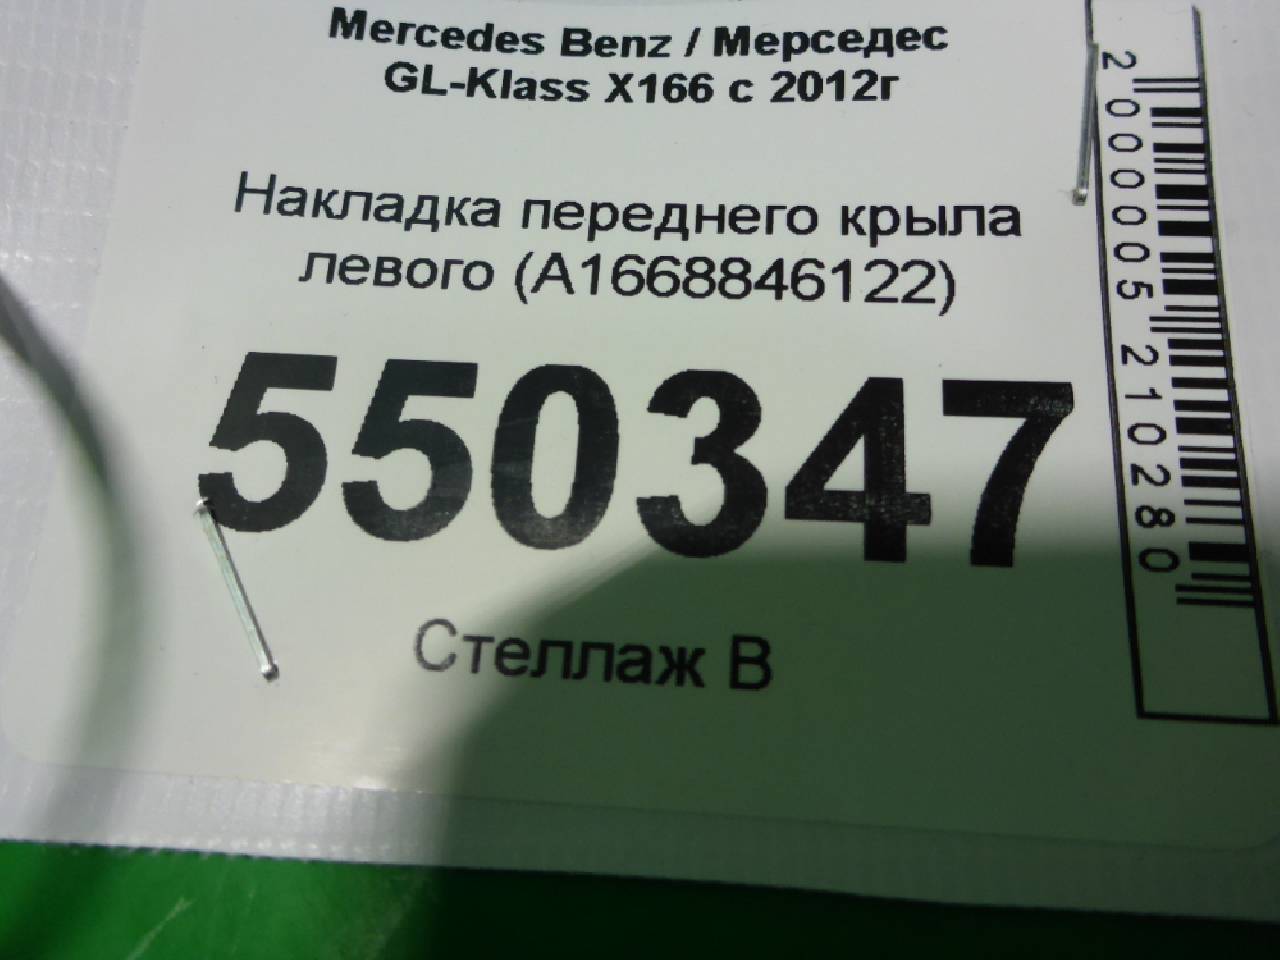 Mercedes Benz / Мерседес
GL-Klass X166 с 2012г
Накладка переднего крыла
левого (A1668846122)
550347
Стеллаж В
2000005210280